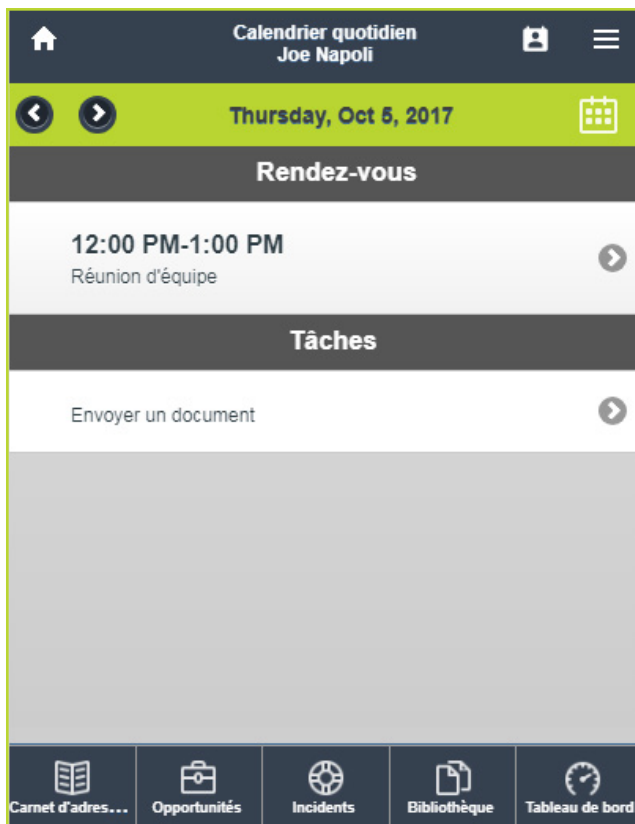 Calendrier quotidien
Joe Napoli
Thursday, Oct 5, 2017
Rendez-vous
12:00 PM-1:00 PM
Réunion d'équipe
Tâches
Envoyer un document
Carnet d'adres...
Opportunités
Incidents
Bibliothèque
Tableau de bord